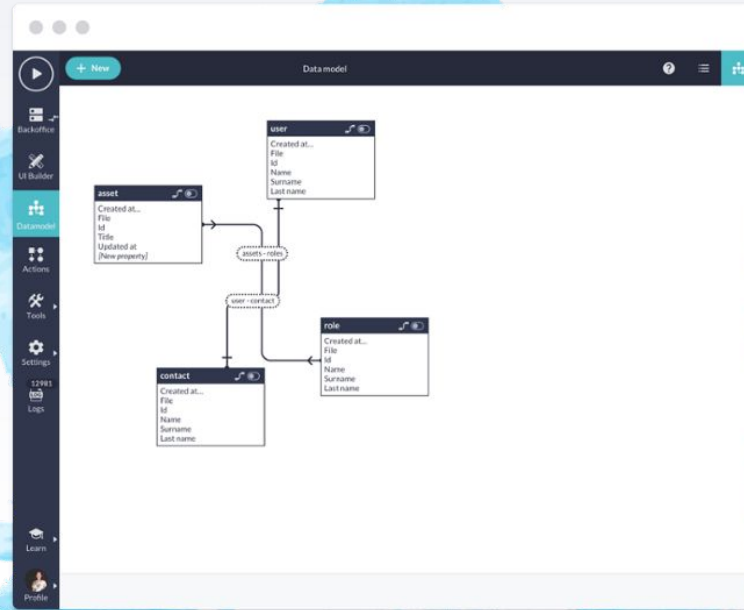 + New
Data model
Backoffice
UI Builder
Datamodel
Actions
Tools
Settings
12981
LOG
Logs
Learn
Profile
user
Created at...
File
Id
Name
Surname
Last name
asset
Created at...
File
Id
Title
Updated at
[New property]
assets - roles
user - contact
role
Created at...
File
Id
Name
Surname
Last name
contact
Created at...
File
Id
Name
Surname
Last name